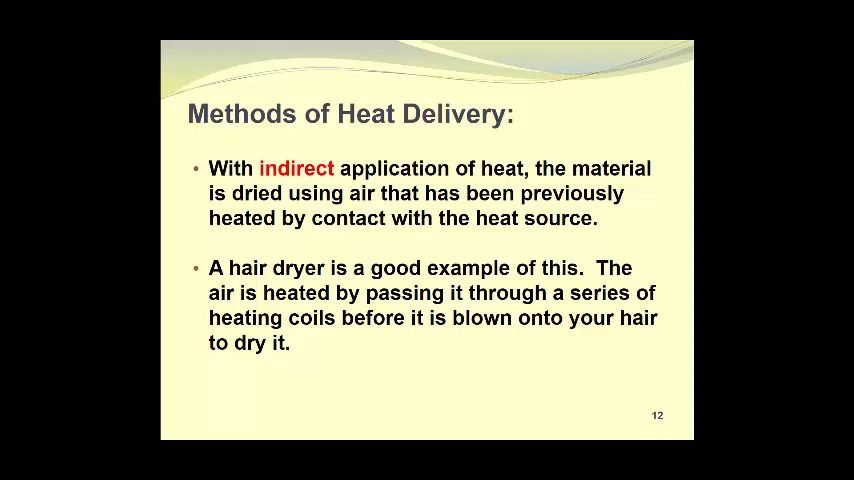 Methods of Heat Delivery:
• With indirect application of heat, the material
is dried using air that has been previously
heated by contact with the heat source.
• A hair dryer is a good example of this.  The
air is heated by passing it through a series of
heating coils before it is blown onto your hair
to dry it.
12